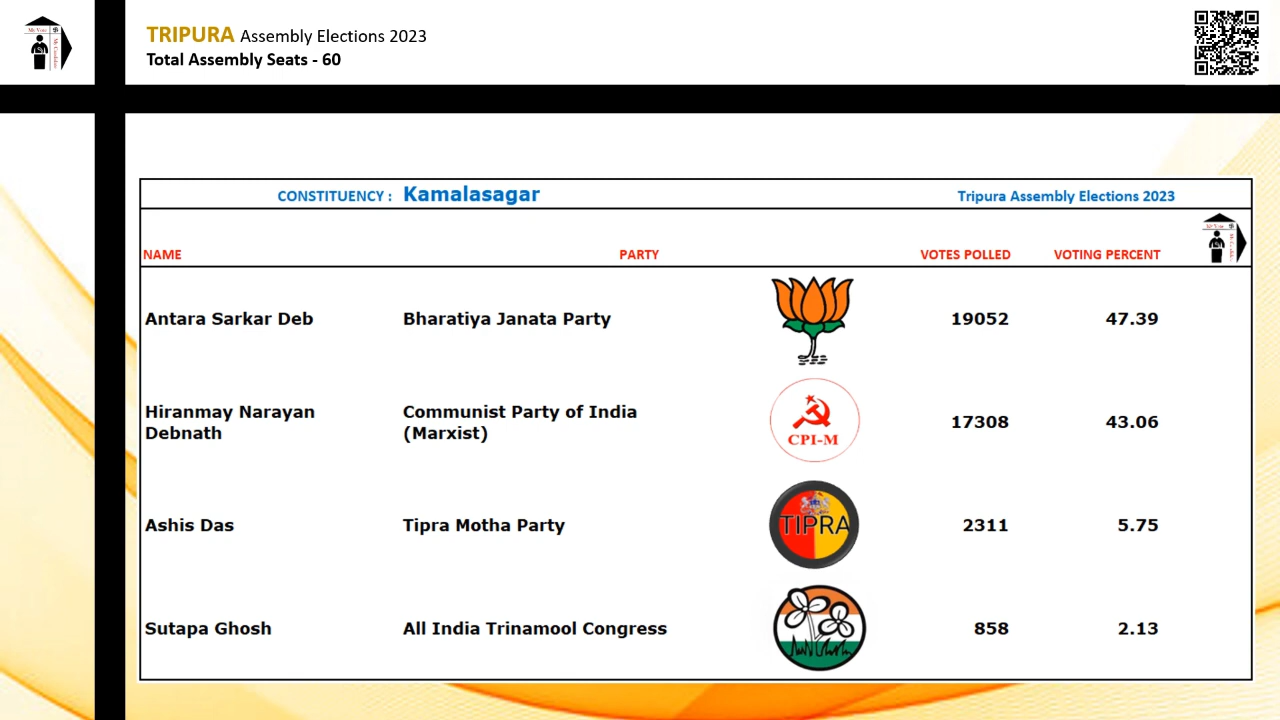 TRIPURA Assembly Elections 2023
Total Assembly Seats - 60
CONSTITUENCY : Kamalasagar Tripura Assembly Elections 2023
NAME PARTY VOTES POLLED VOTING PERCENT
Antara Sarkar Deb Bharatiya Janata Party 19052 47.39
Hiranmay Narayan Debnath Communist Party of India (Marxist) CPI-M 17308 43.06
Ashis Das Tipra Motha Party TIPRA 2311 5.75
Sutapa Ghosh All India Trinamool Congress 858 2.13